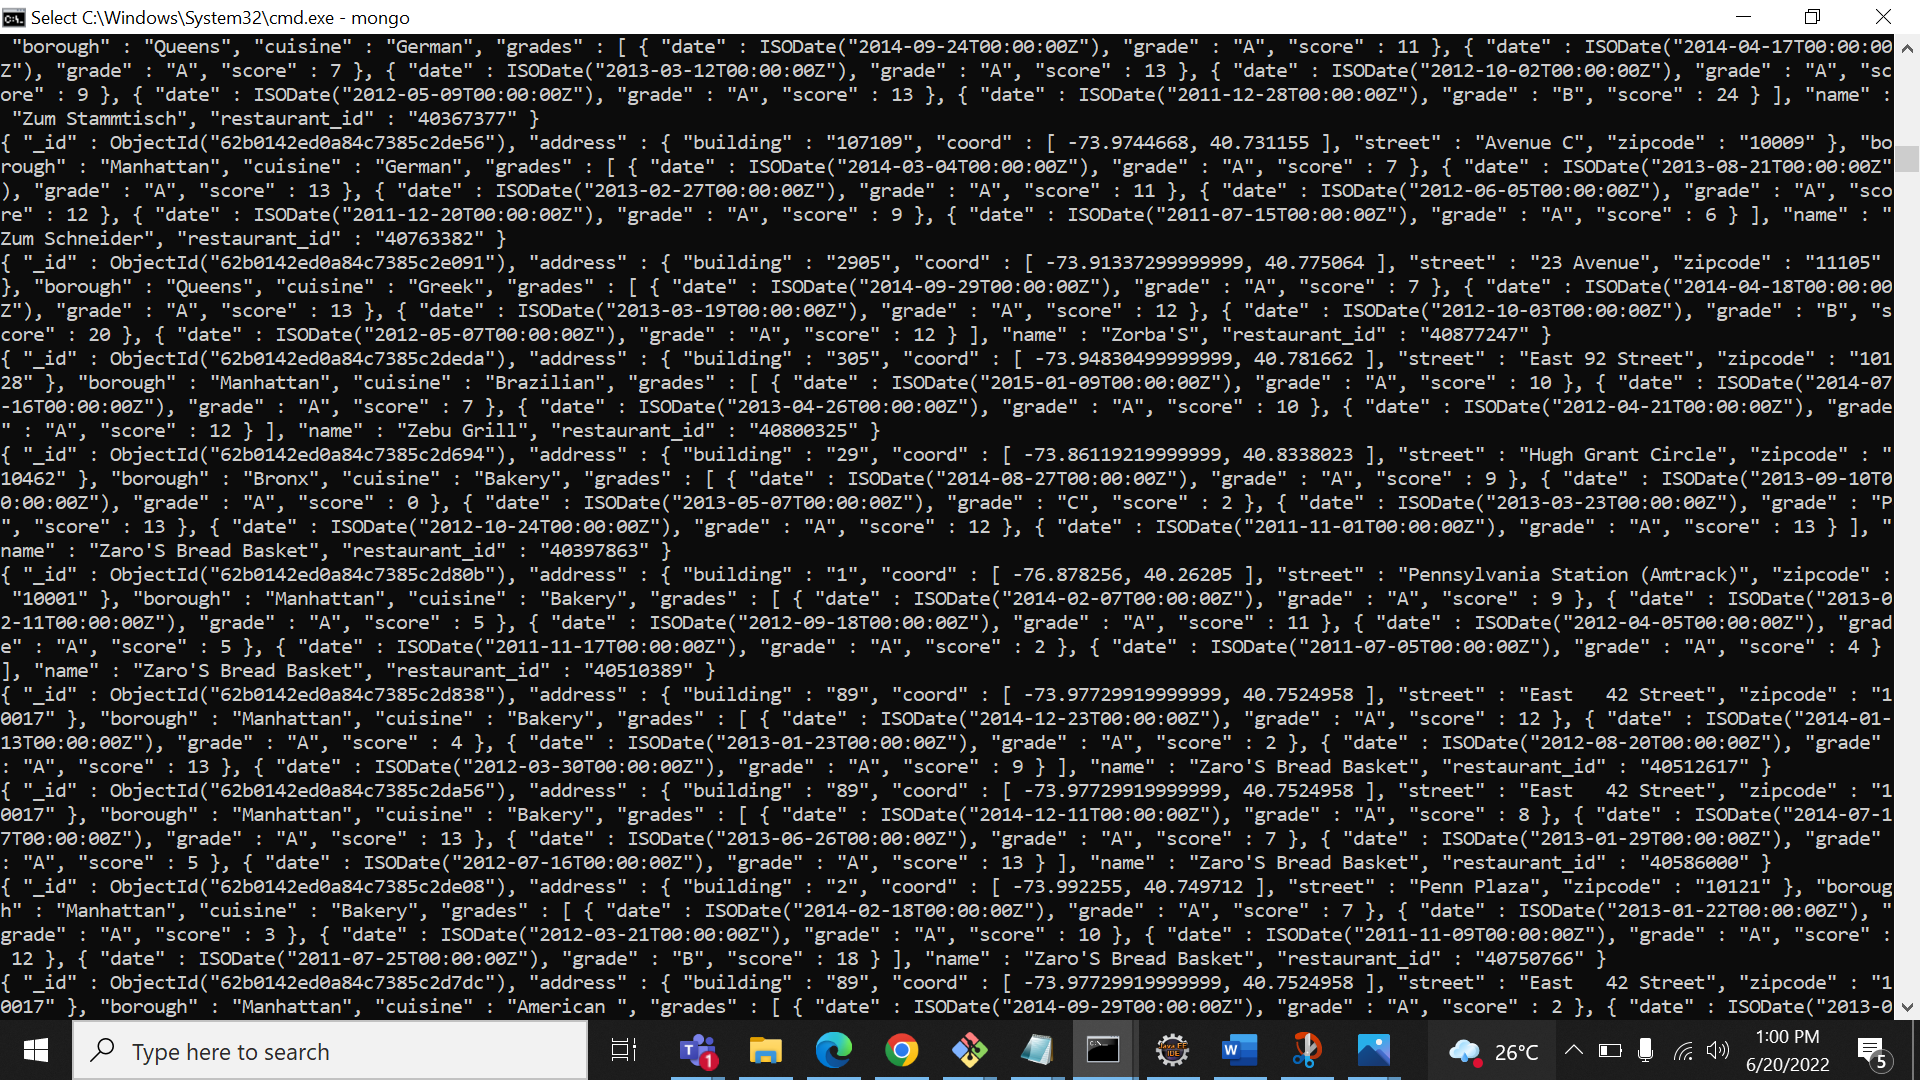 Select C:\Windows\System32\cmd.exe - mongo
"borough" : "Queens", "cuisine" : "German", "grades" : [ { "date" : ISODate("2014-09-24T00:00:00Z"), "grade" : "A", "score" : 11 }, { "date" : ISODate("2014-04-17T00:00:00
Z"), "grade" : "A", "score" : 7 }, { "date" : ISODate("2013-03-12T00:00:00Z"), "grade" : "A", "score" : 13 }, { "date" : ISODate("2012-10-02T00:00:00Z"), "grade" : "A", "sc
ore" : 9 }, { "date" : ISODate("2012-05-09T00:00:00Z"), "grade" : "A", "score" : 13 }, { "date" : ISODate("2011-12-28T00:00:00Z"), "grade" : "B", "score" : 24 } ], "name" :
"Zum Stammtisch", "restaurant_id" : "40367377" }
{ "_id" : ObjectId("62b0142ed0a84c7385c2de56"), "address" : { "building" : "107109", "coord" : [ -73.9744668, 40.731155 ], "street" : "Avenue C", "zipcode" : "10009" }, "bo
rough" : "Manhattan", "cuisine" : "German", "grades" : [ { "date" : ISODate("2014-03-04T00:00:00Z"), "grade" : "A", "score" : 7 }, { "date" : ISODate("2013-08-21T00:00:00Z"
), "grade" : "A", "score" : 13 }, { "date" : ISODate("2013-02-27T00:00:00Z"), "grade" : "A", "score" : 11 }, { "date" : ISODate("2012-06-05T00:00:00Z"), "grade" : "A", "sco
re" : 12 }, { "date" : ISODate("2011-12-20T00:00:00Z"), "grade" : "A", "score" : 9 }, { "date" : ISODate("2011-07-15T00:00:00Z"), "grade" : "A", "score" : 6 } ], "name" : "
Zum Schneider", "restaurant_id" : "40763382" }
{ "_id" : ObjectId("62b0142ed0a84c7385c2e091"), "address" : { "building" : "2905", "coord" : [ -73.91337299999999, 40.775064 ], "street" : "23 Avenue", "zipcode" : "11105"
}, "borough" : "Queens", "cuisine" : "Greek", "grades" : [ { "date" : ISODate("2014-09-29T00:00:00Z"), "grade" : "A", "score" : 7 }, { "date" : ISODate("2014-04-18T00:00:00
Z"), "grade" : "A", "score" : 13 }, { "date" : ISODate("2013-03-19T00:00:00Z"), "grade" : "A", "score" : 12 }, { "date" : ISODate("2012-10-03T00:00:00Z"), "grade" : "B", "s
core" : 20 }, { "date" : ISODate("2012-05-07T00:00:00Z"), "grade" : "A", "score" : 12 } ], "name" : "Zorba'S", "restaurant_id" : "40877247" }
{ "_id" : ObjectId("62b0142ed0a84c7385c2deda"), "address" : { "building" : "305", "coord" : [ -73.94830499999999, 40.781662 ], "street" : "East 92 Street", "zipcode" : "101
28" }, "borough" : "Manhattan", "cuisine" : "Brazilian", "grades" : [ { "date" : ISODate("2015-01-09T00:00:00Z"), "grade" : "A", "score" : 10 }, { "date" : ISODate("2014-07
-16T00:00:00Z"), "grade" : "A", "score" : 7 }, { "date" : ISODate("2013-04-26T00:00:00Z"), "grade" : "A", "score" : 10 }, { "date" : ISODate("2012-04-21T00:00:00Z"), "grade
" : "A", "score" : 12 } ], "name" : "Zebu Grill", "restaurant_id" : "40800325" }
{ "_id" : ObjectId("62b0142ed0a84c7385c2d694"), "address" : { "building" : "29", "coord" : [ -73.86119219999999, 40.8338023 ], "street" : "Hugh Grant Circle", "zipcode" : "
10462" }, "borough" : "Bronx", "cuisine" : "Bakery", "grades" : [ { "date" : ISODate("2014-08-27T00:00:00Z"), "grade" : "A", "score" : 9 }, { "date" : ISODate("2013-09-10T0
0:00:00Z"), "grade" : "A", "score" : 0 }, { "date" : ISODate("2013-05-07T00:00:00Z"), "grade" : "C", "score" : 2 }, { "date" : ISODate("2013-03-23T00:00:00Z"), "grade" : "P
", "score" : 13 }, { "date" : ISODate("2012-10-24T00:00:00Z"), "grade" : "A", "score" : 12 }, { "date" : ISODate("2011-11-01T00:00:00Z"), "grade" : "A", "score" : 13 } ], "
name" : "Zaro'S Bread Basket", "restaurant_id" : "40397863" }
{ "_id" : ObjectId("62b0142ed0a84c7385c2d80b"), "address" : { "building" : "1", "coord" : [ -76.878256, 40.26205 ], "street" : "Pennsylvania Station (Amtrack)", "zipcode" :
"10001" }, "borough" : "Manhattan", "cuisine" : "Bakery", "grades" : [ { "date" : ISODate("2014-02-07T00:00:00Z"), "grade" : "A", "score" : 9 }, { "date" : ISODate("2013-0
2-11T00:00:00Z"), "grade" : "A", "score" : 5 }, { "date" : ISODate("2012-09-18T00:00:00Z"), "grade" : "A", "score" : 11 }, { "date" : ISODate("2012-04-05T00:00:00Z"), "grad
e" : "A", "score" : 5 }, { "date" : ISODate("2011-11-17T00:00:00Z"), "grade" : "A", "score" : 2 }, { "date" : ISODate("2011-07-05T00:00:00Z"), "grade" : "A", "score" : 4 }
], "name" : "Zaro'S Bread Basket", "restaurant_id" : "40510389" }
{ "_id" : ObjectId("62b0142ed0a84c7385c2d838"), "address" : { "building" : "89", "coord" : [ -73.97729919999999, 40.7524958 ], "street" : "East   42 Street", "zipcode" : "1
0017" }, "borough" : "Manhattan", "cuisine" : "Bakery", "grades" : [ { "date" : ISODate("2014-12-23T00:00:00Z"), "grade" : "A", "score" : 12 }, { "date" : ISODate("2014-01-
13T00:00:00Z"), "grade" : "A", "score" : 4 }, { "date" : ISODate("2013-01-23T00:00:00Z"), "grade" : "A", "score" : 2 }, { "date" : ISODate("2012-08-20T00:00:00Z"), "grade"
: "A", "score" : 13 }, { "date" : ISODate("2012-03-30T00:00:00Z"), "grade" : "A", "score" : 9 } ], "name" : "Zaro'S Bread Basket", "restaurant_id" : "40512617" }
{ "_id" : ObjectId("62b0142ed0a84c7385c2da56"), "address" : { "building" : "89", "coord" : [ -73.97729919999999, 40.7524958 ], "street" : "East   42 Street", "zipcode" : "1
0017" }, "borough" : "Manhattan", "cuisine" : "Bakery", "grades" : [ { "date" : ISODate("2014-12-11T00:00:00Z"), "grade" : "A", "score" : 8 }, { "date" : ISODate("2014-07-1
7T00:00:00Z"), "grade" : "A", "score" : 13 }, { "date" : ISODate("2013-06-26T00:00:00Z"), "grade" : "A", "score" : 7 }, { "date" : ISODate("2013-01-29T00:00:00Z"), "grade"
: "A", "score" : 5 }, { "date" : ISODate("2012-07-16T00:00:00Z"), "grade" : "A", "score" : 13 } ], "name" : "Zaro'S Bread Basket", "restaurant_id" : "40586000" }
{ "_id" : ObjectId("62b0142ed0a84c7385c2de08"), "address" : { "building" : "2", "coord" : [ -73.992255, 40.749712 ], "street" : "Penn Plaza", "zipcode" : "10121" }, "boroug
h" : "Manhattan", "cuisine" : "Bakery", "grades" : [ { "date" : ISODate("2014-02-18T00:00:00Z"), "grade" : "A", "score" : 7 }, { "date" : ISODate("2013-01-22T00:00:00Z"), "
grade" : "A", "score" : 3 }, { "date" : ISODate("2012-03-21T00:00:00Z"), "grade" : "A", "score" : 10 }, { "date" : ISODate("2011-11-09T00:00:00Z"), "grade" : "A", "score" :
12 }, { "date" : ISODate("2011-07-25T00:00:00Z"), "grade" : "B", "score" : 18 } ], "name" : "Zaro'S Bread Basket", "restaurant_id" : "40750766" }
{ "_id" : ObjectId("62b0142ed0a84c7385c2d7dc"), "address" : { "building" : "89", "coord" : [ -73.97729919999999, 40.7524958 ], "street" : "East   42 Street", "zipcode" : "1
0017" }, "borough" : "Manhattan", "cuisine" : "American ", "grades" : [ { "date" : ISODate("2014-09-29T00:00:00Z"), "grade" : "A", "score" : 2 }, { "date" : ISODate("2013-0
Type here to search
26°C
1:00 PM
6/20/2022
5
1